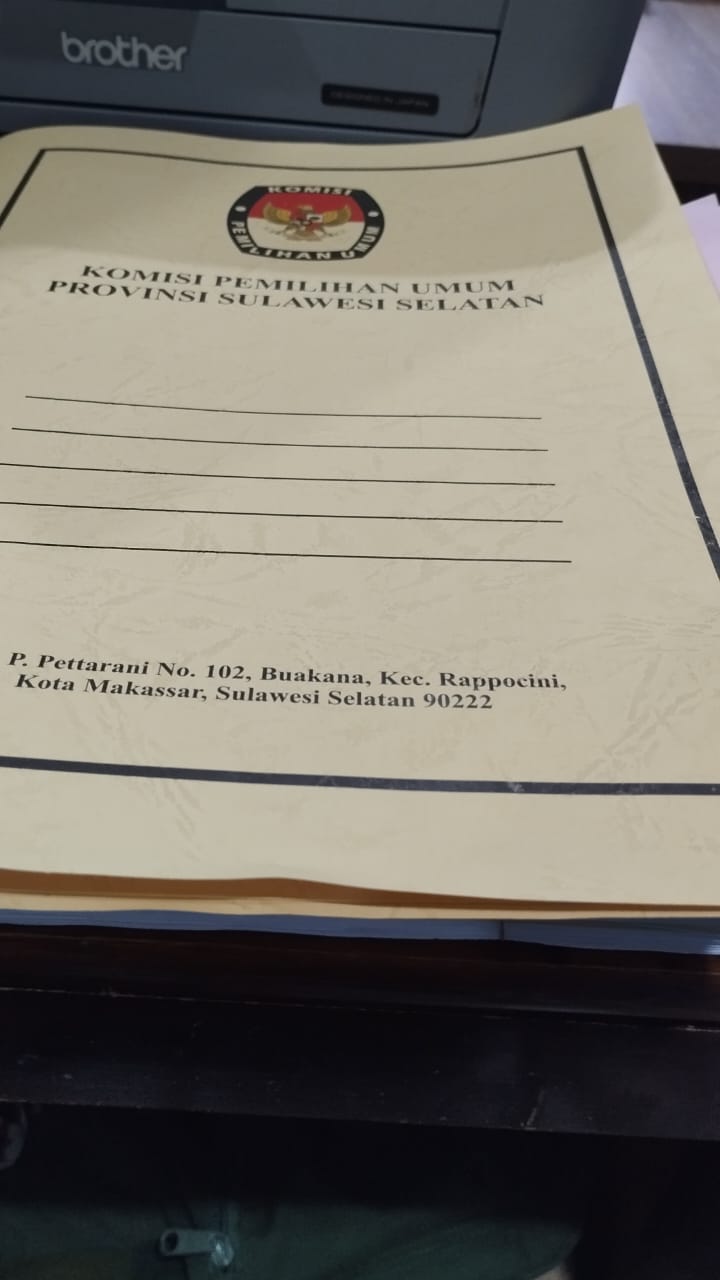 brother
DESIGNED IN JAPAN
KOMISI
PEMILIHAN UMUM
KOMISI PEMILIHAN UMUM
PROVINSI SULAWESI SELATAN
P. Pettarani No. 102, Buakana, Kec. Rappocini,
Kota Makassar, Sulawesi Selatan 90222